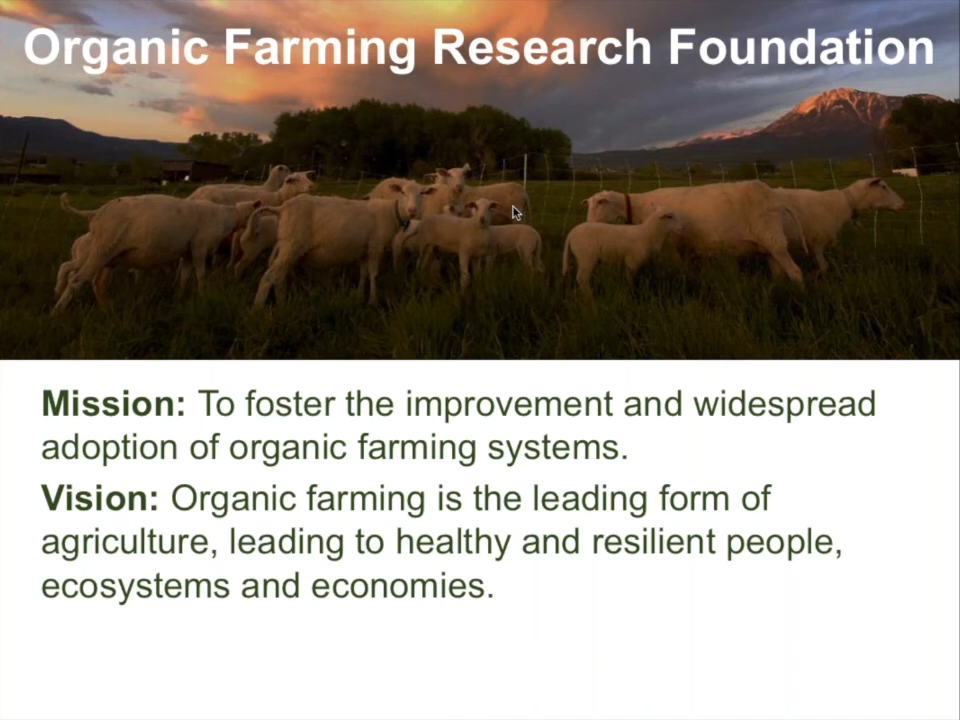 Organic Farming Research Foundation
Mission: To foster the improvement and widespread
adoption of organic farming systems.
Vision: Organic farming is the leading form of
agriculture, leading to healthy and resilient people,
ecosystems and economies.